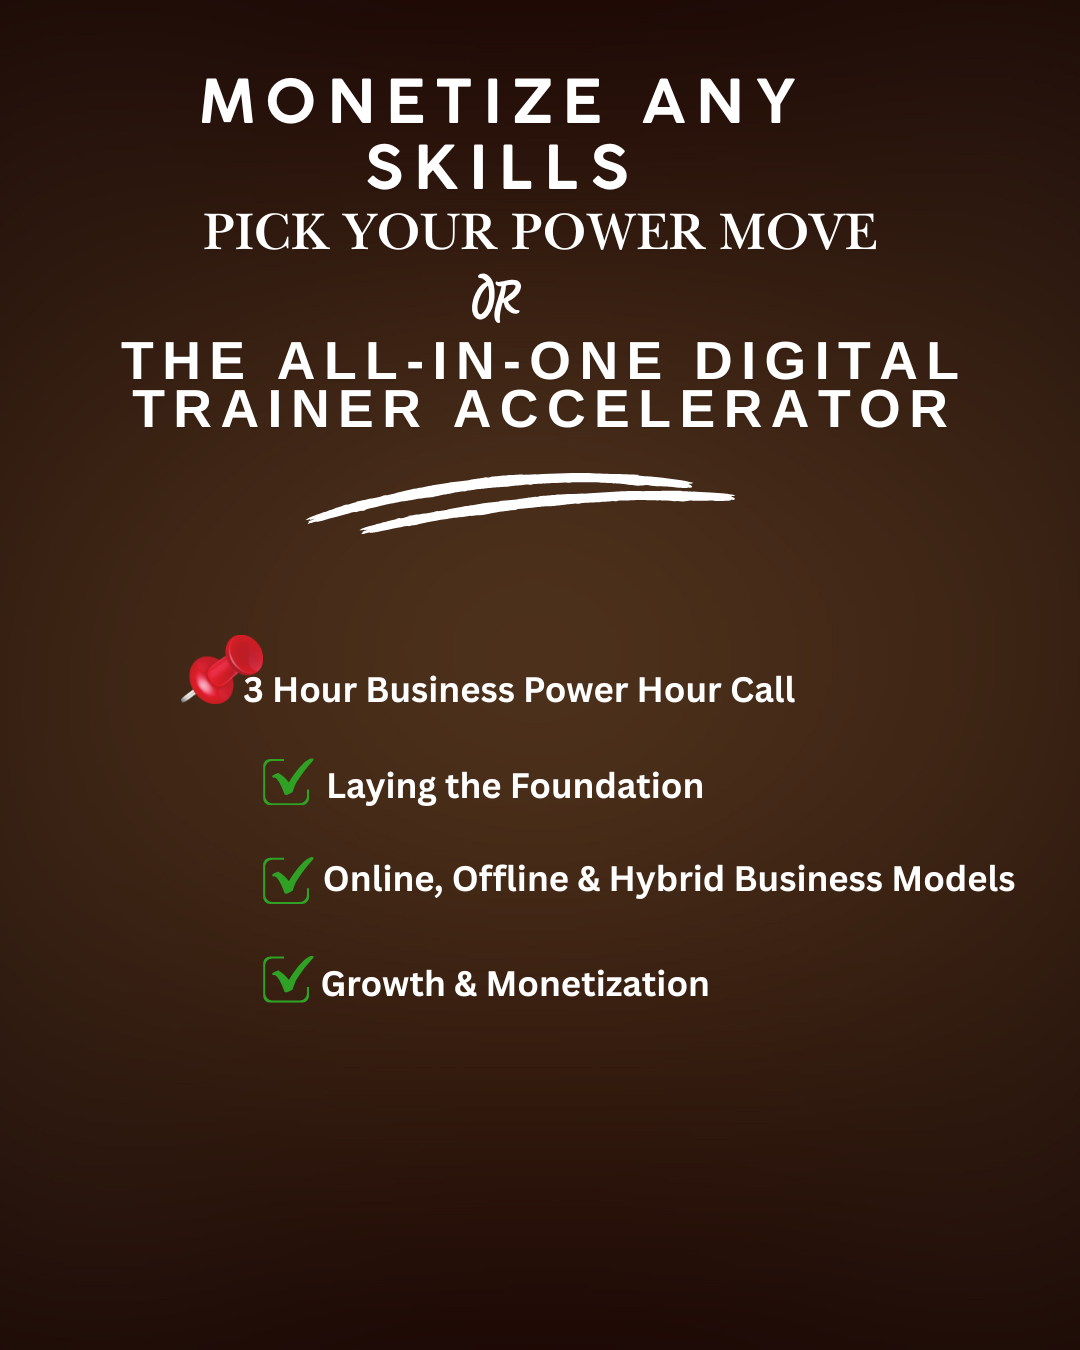 MONETIZE ANY
SKILLS
PICK YOUR POWER MOVE
OR
THE ALL-IN-ONE DIGITAL
TRAINER ACCELERATOR
3 Hour Business Power Hour Call
Laying the Foundation
Online, Offline & Hybrid Business Models
Growth & Monetization